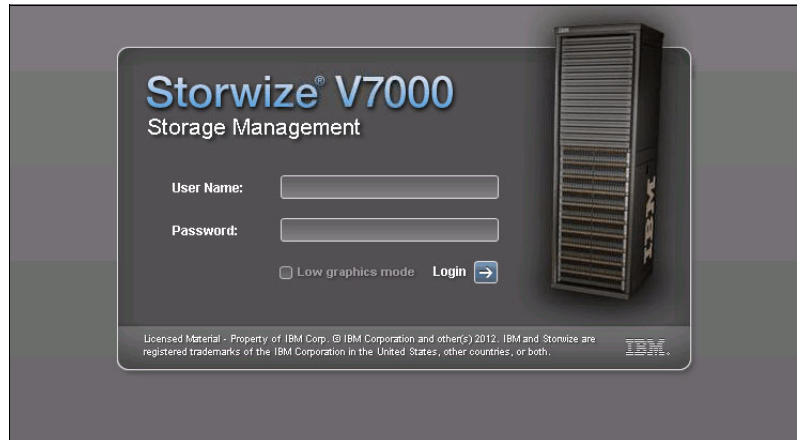 Storwize® V7000
Storage Management
User Name:
Password:
Low graphics mode Login
IBM
Licensed Material - Property of IBM Corp. © IBM Corporation and other(s) 2012. IBM and Storwize are
registered trademarks of the IBM Corporation in the United States, other countries, or both.
IBM.